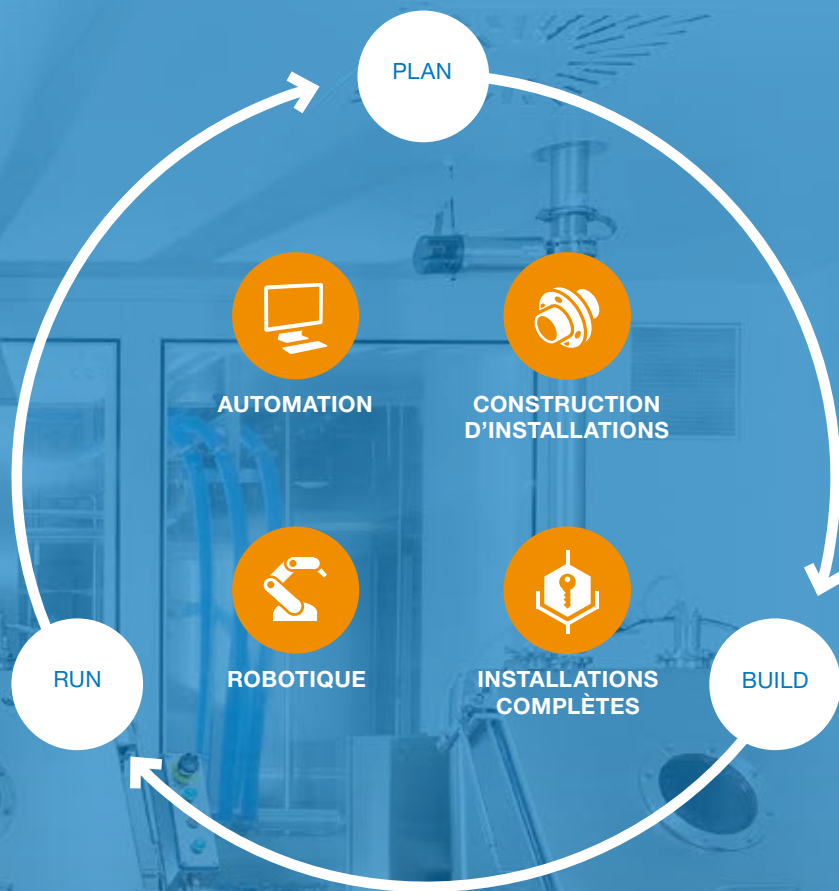 PLAN
AUTOMATION
CONSTRUCTION
D’INSTALLATIONS
ROBOTIQUE
INSTALLATIONS
COMPLÈTES
RUN
BUILD